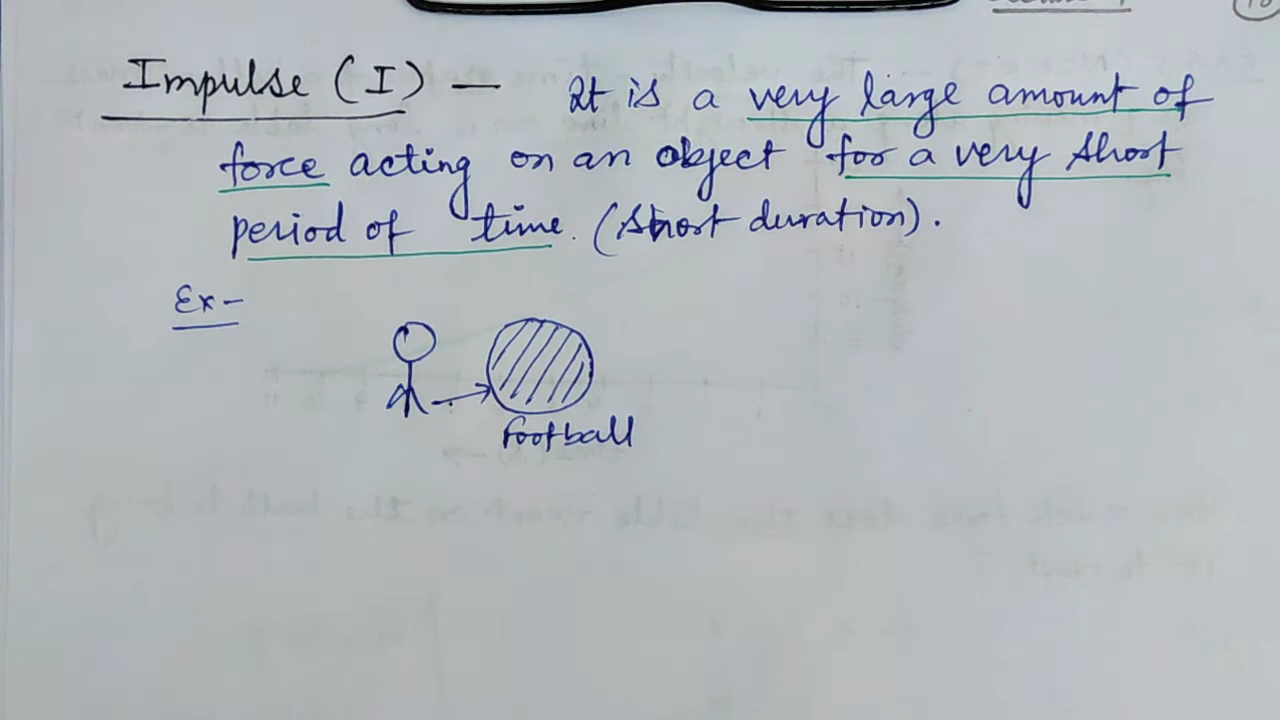 Impulse (I) — It is a very large amount of
force acting on an object for a very short
period of time. (short duration).
Ex-
football